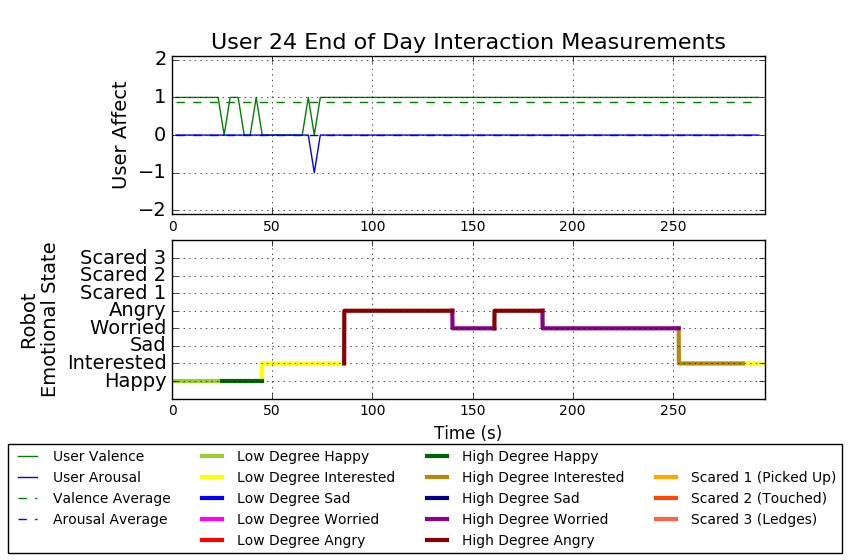 User 24 End of Day Interaction Measurements
User Affect
2
1
0
−1
−2
0 50 100 150 200 250
Robot
Emotional State
Scared 3
Scared 2
Scared 1
Angry
Worried
Sad
Interested
Happy
0 50 100 150 200 250
Time (s)
User Valence Low Degree Happy High Degree Happy
User Arousal Low Degree Interested High Degree Interested Scared 1 (Picked Up)
Valence Average Low Degree Sad High Degree Sad Scared 2 (Touched)
Arousal Average Low Degree Worried High Degree Worried Scared 3 (Ledges)
Low Degree Angry High Degree Angry